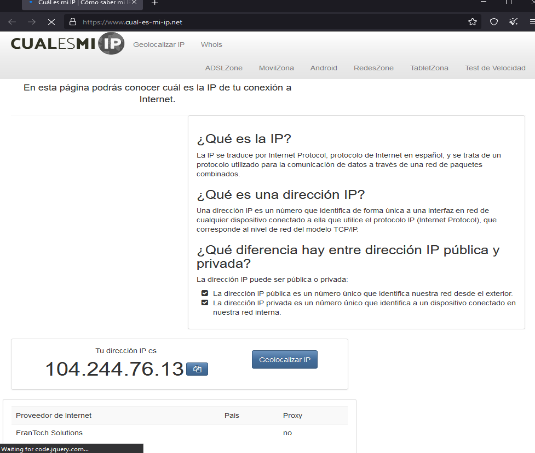 Cuál es mi IP | Cómo saber mi I
https://www.cual-es-mi-ip.net
CUALESMI IP
Geolocalizar IP
Whois
ADSLZone
MovilZona
Android
RedesZone
TabletZona
Test de Velocidad
En esta página podrás conocer cuál es la IP de tu conexión a
Internet.
¿Qué es la IP?
La IP se traduce por Internet Protocol, protocolo de Internet en español, y se trata de un
protocolo utilizado para la comunicación de datos a través de una red de paquetes
combinados.
¿Qué es una dirección IP?
Una dirección IP es un número que identifica de forma única a una interfaz en red de
cualquier dispositivo conectado a ella que utilice el protocolo IP (Internet Protocol), que
corresponde al nivel de red del modelo TCP/IP.
¿Qué diferencia hay entre dirección IP pública y
privada?
La dirección IP puede ser pública o privada:
La dirección IP pública es un número único que identifica nuestra red desde el exterior.
La dirección IP privada es un número único que identifica a un dispositivo conectado en
nuestra red interna.
Tu dirección IP es
104.244.76.13
Geolocalizar IP
Proveedor de internet
País
Proxy
FranTech Solutions
no
Waiting for code.jquery.com...